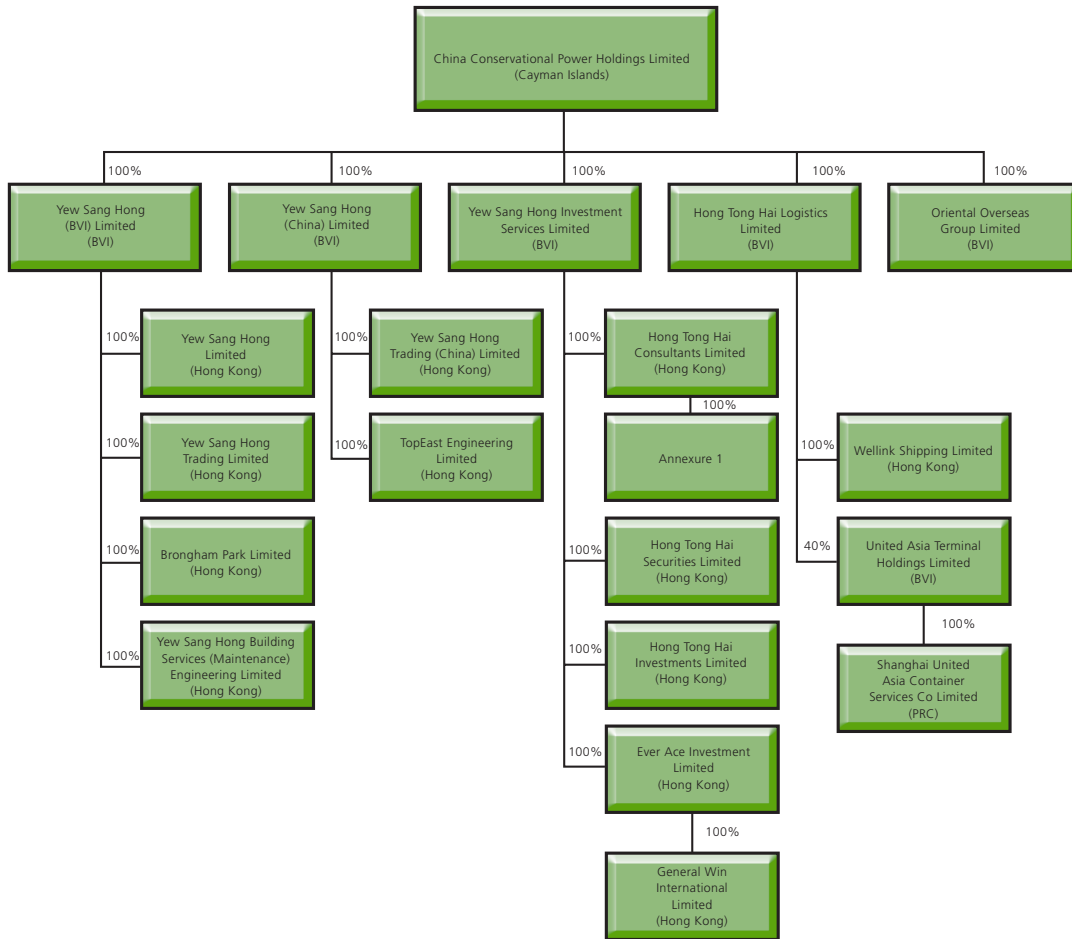 China Conservational Power Holdings Limited
(Cayman Islands)
100%
100%
100%
100%
100%
Yew Sang Hong
(BVI) Limited
(BVI)
Yew Sang Hong
(China) Limited
(BVI)
Yew Sang Hong Investment
Services Limited
(BVI)
Hong Tong Hai Logistics
Limited
(BVI)
Oriental Overseas
Group Limited
(BVI)
100%
Yew Sang Hong
Limited
(Hong Kong)
100%
Yew Sang Hong
Trading Limited
(Hong Kong)
100%
Brongham Park Limited
(Hong Kong)
100%
Yew Sang Hong Building
Services (Maintenance)
Engineering Limited
(Hong Kong)
100%
Yew Sang Hong
Trading (China) Limited
(Hong Kong)
100%
TopEast Engineering
Limited
(Hong Kong)
100%
Hong Tong Hai
Consultants Limited
(Hong Kong)
100%
Annexure 1
100%
Hong Tong Hai
Securities Limited
(Hong Kong)
100%
Hong Tong Hai
Investments Limited
(Hong Kong)
100%
Ever Ace Investment
Limited
(Hong Kong)
100%
General Win
International
Limited
(Hong Kong)
100%
Wellink Shipping Limited
(Hong Kong)
40%
United Asia Terminal
Holdings Limited
(BVI)
100%
Shanghai United
Asia Container
Services Co Limited
(PRC)